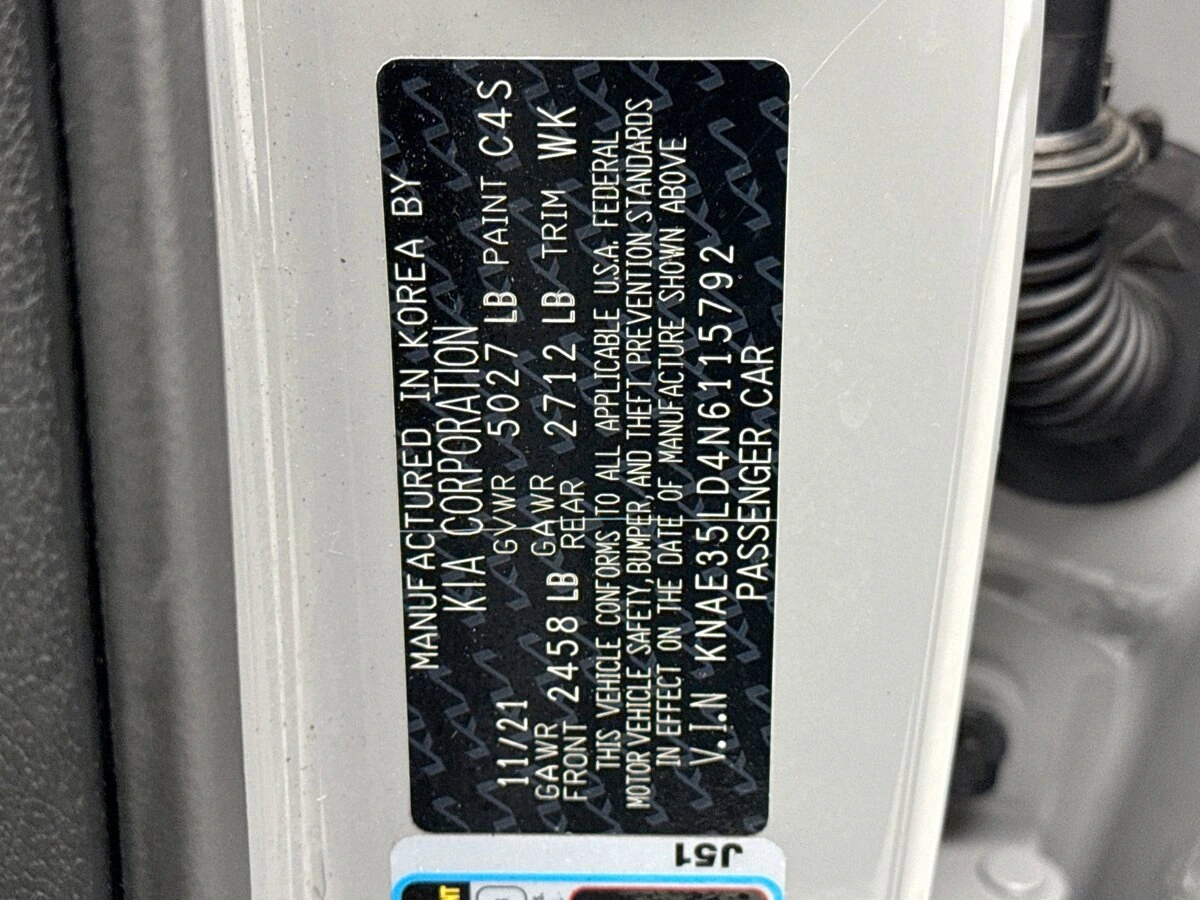 MANUFACTURED IN KOREA BY
KIA CORPORATION
11/21 GVWR 5027 LB PAINT C4S
GAWR FRONT 2458 LB GAWR REAR 2712 LB TRIM WK
THIS VEHICLE CONFORMS TO ALL APPLICABLE U.S.A. FEDERAL
MOTOR VEHICLE SAFETY, BUMPER, AND THEFT PREVENTION STANDARDS
IN EFFECT ON THE DATE OF MANUFACTURE SHOWN ABOVE
V.I.N KNAE35LD4N6115792
PASSENGER CAR
J51